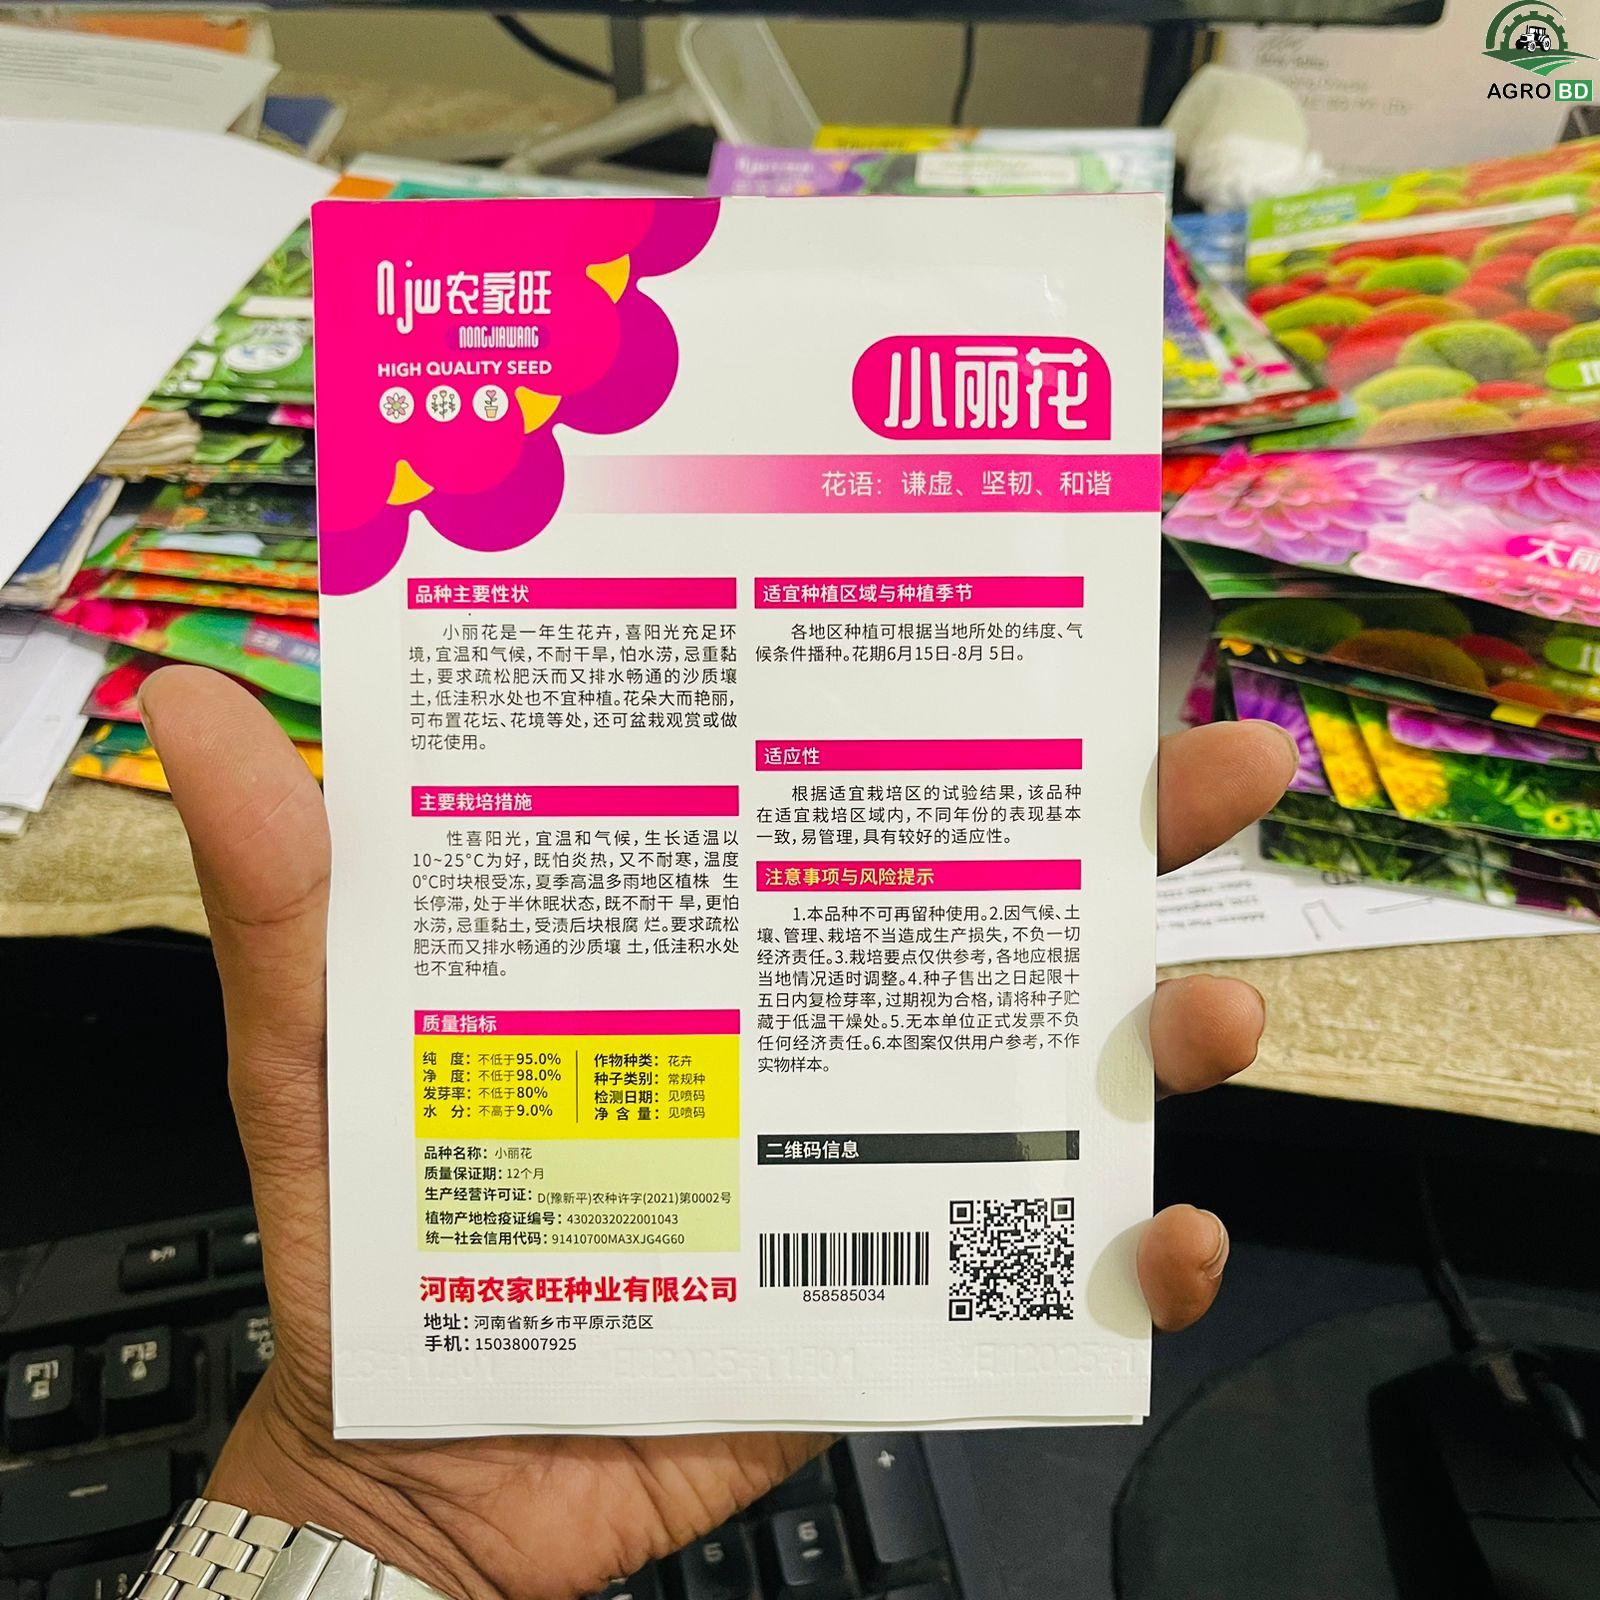 AGRO BD
njw农家旺
NONGJIAWANG
HIGH QUALITY SEED
小丽花
花语：谦虚、坚韧、和谐
品种主要性状
小丽花是一年生花卉，喜阳光充足环
境，宜温和气候，不耐干旱，怕水涝，忌重黏
土，要求疏松肥沃而又排水畅通的沙质壤
土，低洼积水处也不宜种植。花朵大而艳丽，
可布置花坛、花境等处，还可盆栽观赏或做
切花使用。
主要栽培措施
性喜阳光，宜温和气候，生长适温以
10~25°C为好，既怕炎热，又不耐寒，温度
0°C时块根受冻，夏季高温多雨地区植株 生
长停滞，处于半休眠状态，既不耐干 旱，更怕
水涝，忌重黏土，受渍后块根腐 烂。要求疏松
肥沃而又排水畅通的沙质壤 土，低洼积水处
也不宜种植。
质量指标
纯 度：不低于95.0%
净 度：不低于98.0%
发芽率：不低于80%
水 分：不高于9.0%
作物种类：花卉
种子类别：常规种
检测日期：见喷码
净 含 量：见喷码
品种名称：小丽花
质量保证期：12个月
生产经营许可证：D(豫新平)农种许字(2021)第0002号
植物产地检疫证编号：4302032022001043
统一社会信用代码：91410700MA3XJG4G60
河南农家旺种业有限公司
地址：河南省新乡市平原示范区
手机：15038007925
适宜种植区域与种植季节
各地区种植可根据当地所处的纬度、气
候条件播种。花期6月15日-8月 5日。
适应性
根据适宜栽培区的试验结果，该品种
在适宜栽培区域内，不同年份的表现基本
一致，易管理，具有较好的适应性。
注意事项与风险提示
1.本品种不可再留种使用。2.因气候、土
壤、管理、栽培不当造成生产损失，不负一切
经济责任。3.栽培要点仅供参考，各地应根据
当地情况适时调整。4.种子售出之日起限十
五日内复检芽率，过期视为合格，请将种子贮
藏于低温干燥处。5.无本单位正式发票不负
任何经济责任。6.本图案仅供用户参考，不作
实物样本。
二维码信息
858585034
大丽
F11
F12